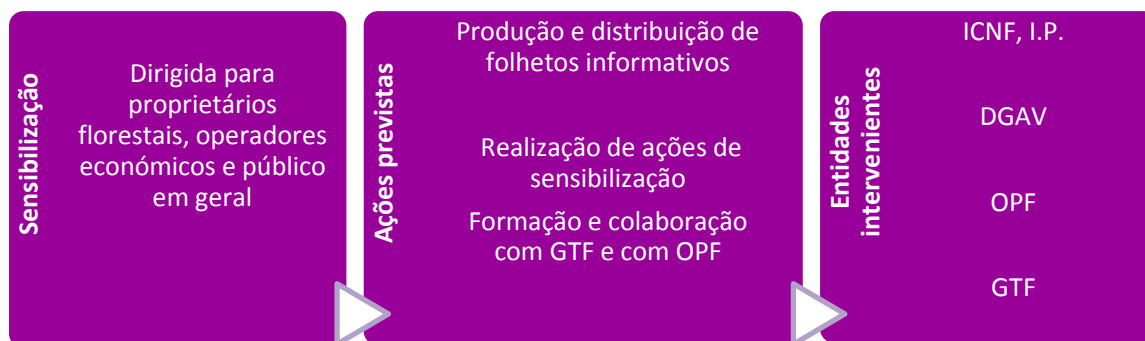 Sensibilização
Dirigida para
proprietários
florestais, operadores
económicos e público
em geral
Ações previstas
Produção e distribuição de
folhetos informativos
Realização de ações de
sensibilização
Formação e colaboração
com GTF e com OPF
Entidades
intervenientes
ICNF, I.P.
DGAV
OPF
GTF